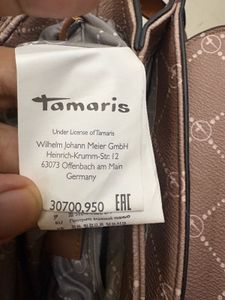 Tamaris
Under License of Tamaris
Wilhelm Johann Meier GmbH
Heinrich-Krumm-Str. 12
63073 Offenbach am Main
Germany
30700,950 EAC